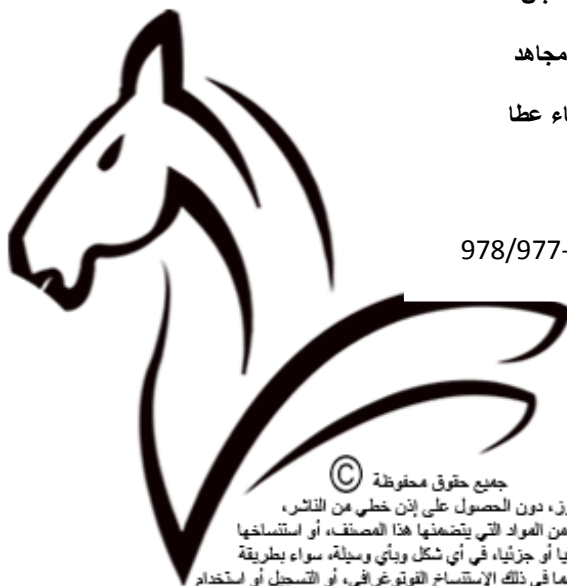 مجاهد
اء عطا
978/977-
جميع حقوق محفوظة ©
وز، دون الحصول على إذن خطي من الناشر،
من المواد التي يتضمنها هذا المصنف، أو استنساخها
يا أو جزئيا، في أي شكل وبأي وسيلة، سواء بطريقة
ما في ذلك الإستنساخ الفوتوغرافي، أو التسجيل أو استخدام